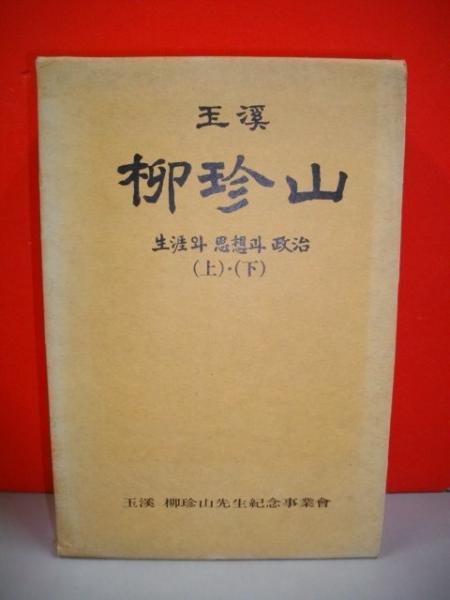 玉溪
柳珍山
生涯와 思想과 政治
(上)·(下)
玉溪 柳珍山先生紀念事業會